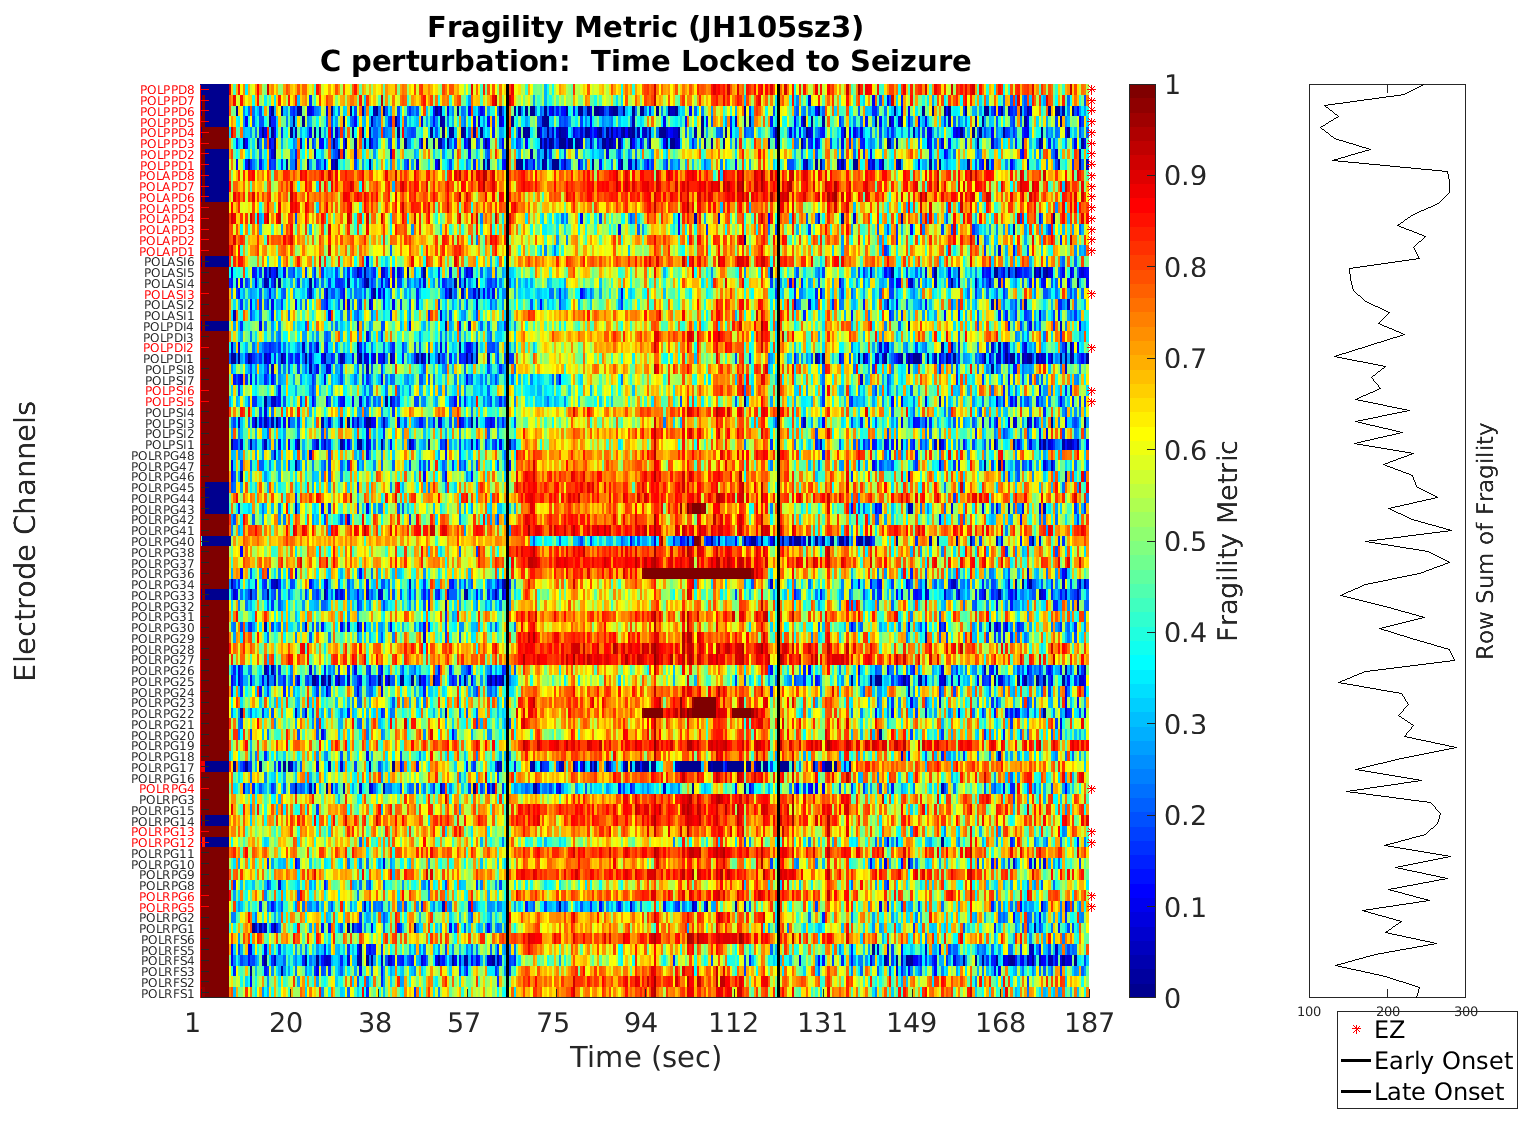 Fragility Metric (JH105sz3)
C perturbation:  Time Locked to Seizure
Electrode Channels
POLPPD8
POLPPD7
POLPPD6
POLPPD5
POLPPD4
POLPPD3
POLPPD2
POLPPD1
POLAPD8
POLAPD7
POLAPD6
POLAPD5
POLAPD4
POLAPD3
POLAPD2
POLAPD1
POLASI6
POLASI5
POLASI4
POLASI3
POLASI2
POLASI1
POLPDI4
POLPDI3
POLPDI2
POLPDI1
POLPSI8
POLPSI7
POLPSI6
POLPSI5
POLPSI4
POLPSI3
POLPSI2
POLPSI1
POLRPG48
POLRPG47
POLRPG46
POLRPG45
POLRPG44
POLRPG43
POLRPG42
POLRPG41
POLRPG40
POLRPG38
POLRPG37
POLRPG36
POLRPG34
POLRPG33
POLRPG32
POLRPG31
POLRPG30
POLRPG29
POLRPG28
POLRPG27
POLRPG26
POLRPG25
POLRPG24
POLRPG23
POLRPG22
POLRPG21
POLRPG20
POLRPG19
POLRPG18
POLRPG17
POLRPG16
POLRPG4
POLRPG3
POLRPG15
POLRPG14
POLRPG13
POLRPG12
POLRPG11
POLRPG10
POLRPG9
POLRPG8
POLRPG6
POLRPG5
POLRPG2
POLRPG1
POLRFS6
POLRFS5
POLRFS4
POLRFS3
POLRFS2
POLRFS1
1 20 38 57 75 94 112 131 149 168 187
Time (sec)
1
0.9
0.8
0.7
0.6
0.5
0.4
0.3
0.2
0.1
0
Fragility Metric
100 200 300
Row Sum of Fragility
EZ
Early Onset
Late Onset